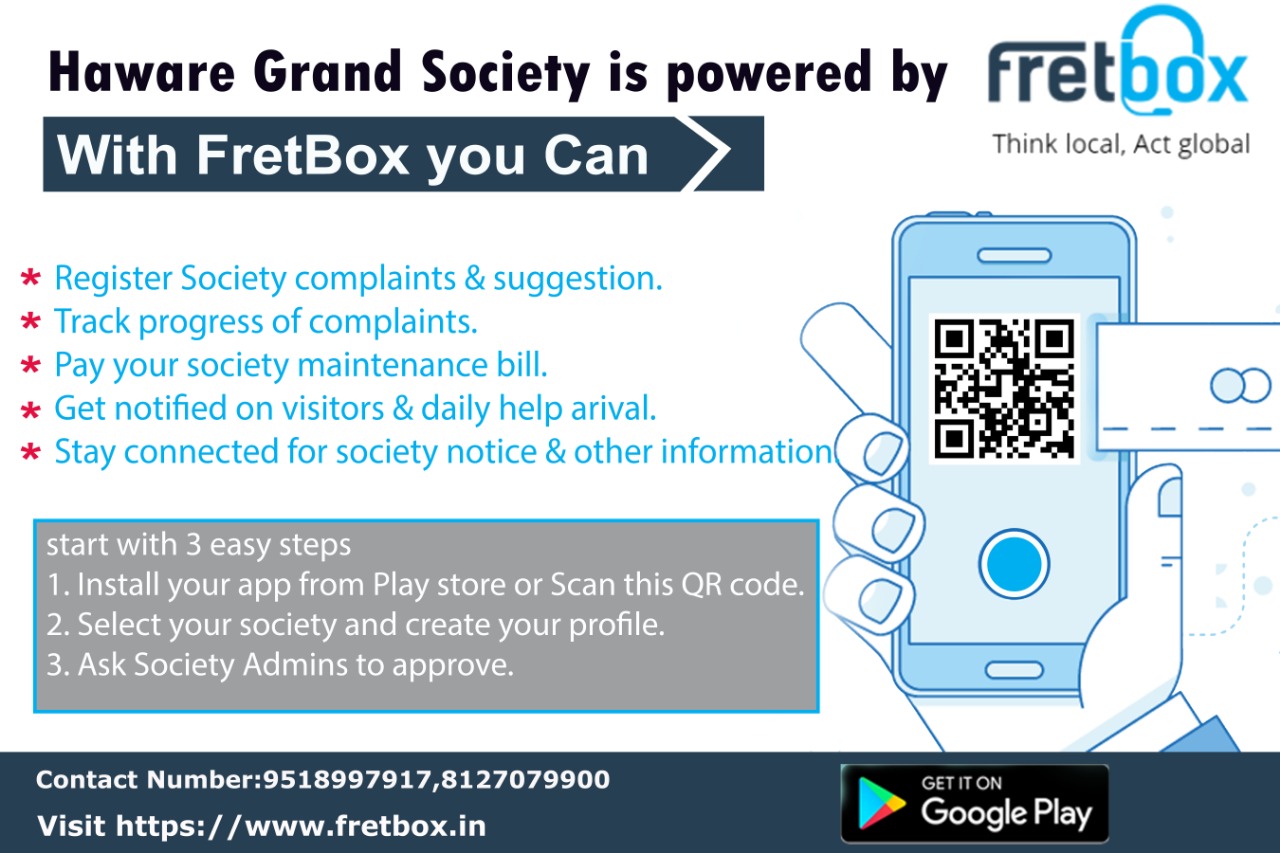 Haware Grand Society is powered by
fretbox
Think local, Act global
With FretBox you Can
* Register Society complaints & suggestion.
* Track progress of complaints.
* Pay your society maintenance bill.
* Get notified on visitors & daily help arival.
* Stay connected for society notice & other information.
start with 3 easy steps
1. Install your app from Play store or Scan this QR code.
2. Select your society and create your profile.
3. Ask Society Admins to approve.
Contact Number:9518997917,8127079900
Visit https://www.fretbox.in
GET IT ON
Google Play